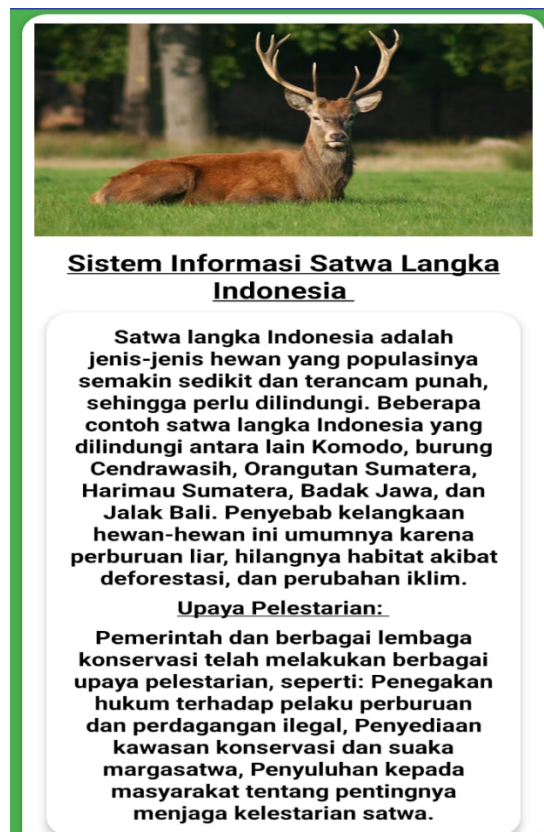 Sistem Informasi Satwa Langka
Indonesia
Satwa langka Indonesia adalah
jenis-jenis hewan yang populasinya
semakin sedikit dan terancam punah,
sehingga perlu dilindungi. Beberapa
contoh satwa langka Indonesia yang
dilindungi antara lain Komodo, burung
Cendrawasih, Orangutan Sumatera,
Harimau Sumatera, Badak Jawa, dan
Jalak Bali. Penyebab kelangkaan
hewan-hewan ini umumnya karena
perburuan liar, hilangnya habitat akibat
deforestasi, dan perubahan iklim.
Upaya Pelestarian:
Pemerintah dan berbagai lembaga
konservasi telah melakukan berbagai
upaya pelestarian, seperti: Penegakan
hukum terhadap pelaku perburuan
dan perdagangan ilegal, Penyediaan
kawasan konservasi dan suaka
margasatwa, Penyuluhan kepada
masyarakat tentang pentingnya
menjaga kelestarian satwa.